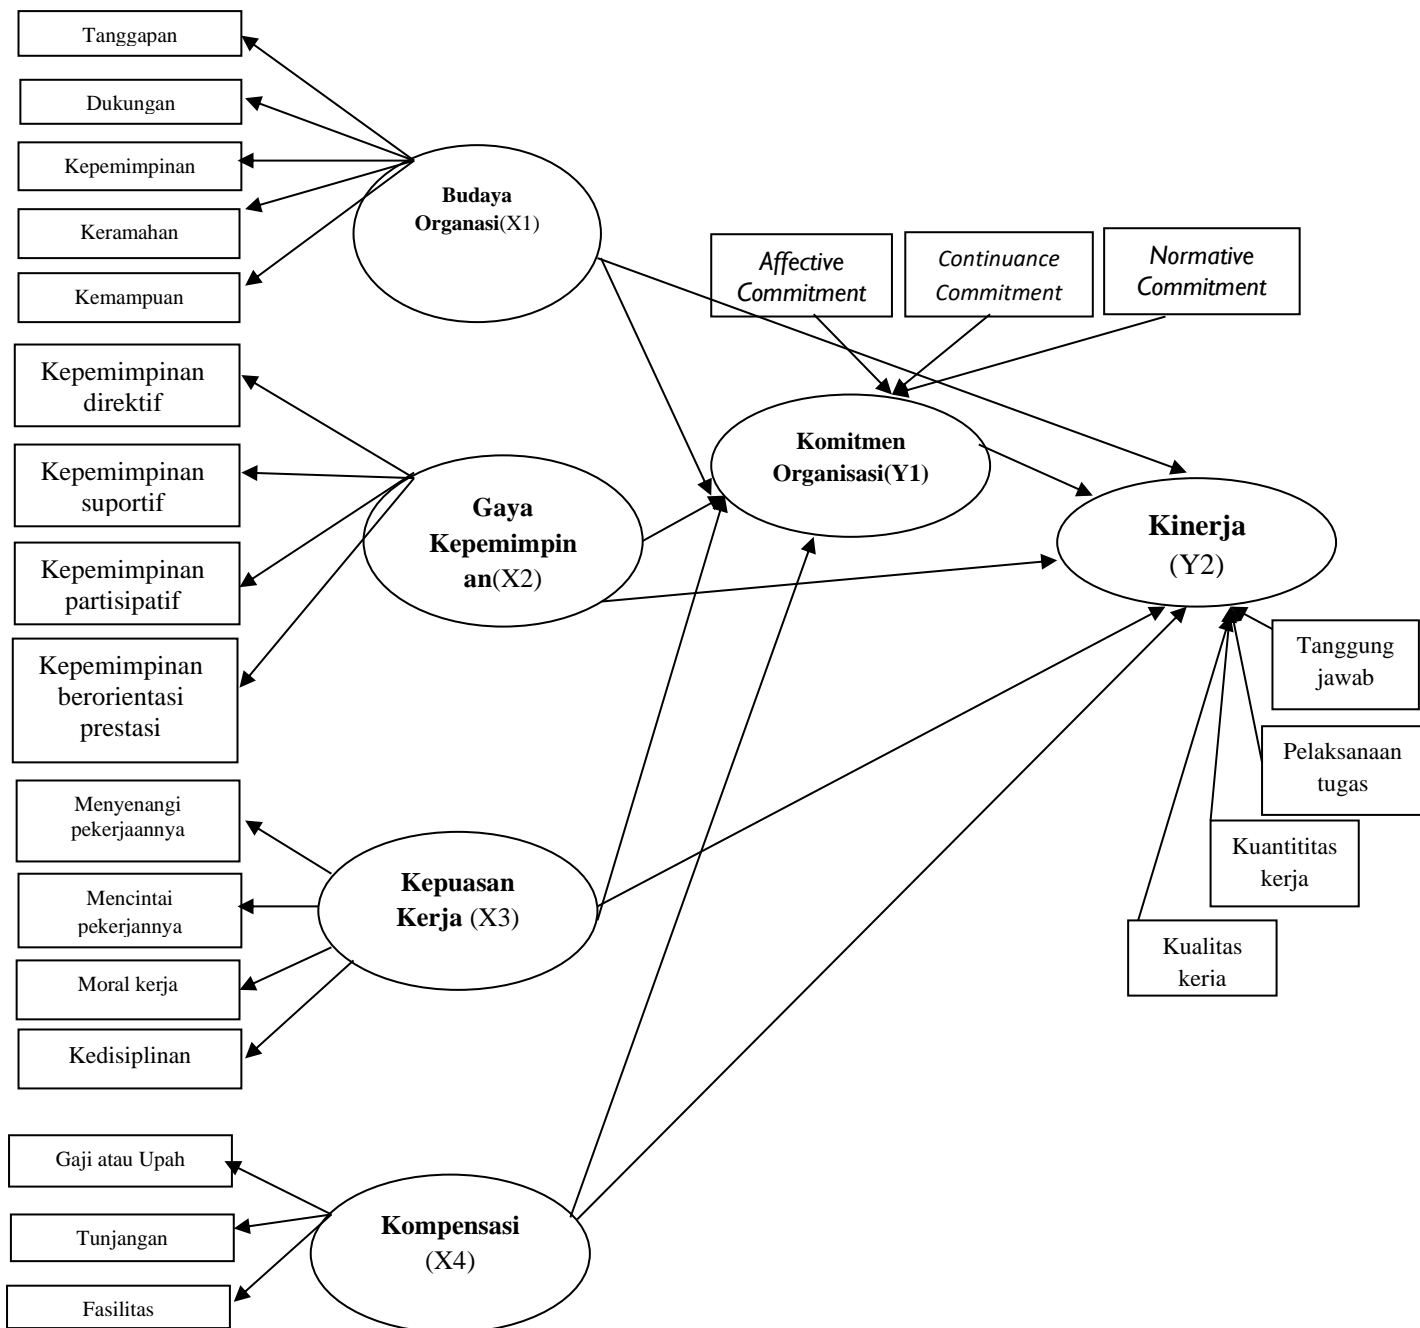 Tanggapan
Dukungan
Kepemimpinan
Keramahan
Kemampuan
Budaya
Organasi(X1)
Affective
Commitment
Continuance
Commitment
Normative
Commitment
Kepemimpinan
direktif
Kepemimpinan
suportif
Kepemimpinan
partisipatif
Kepemimpinan
berorientasi
prestasi
Gaya
Kepemimpin
an(X2)
Komitmen
Organisasi(Y1)
Kinerja
(Y2)
Tanggung
jawab
Pelaksanaan
tugas
Kuantititas
kerja
Kualitas
kerja
Menyenangi
pekerjaannya
Mencintai
pekerjannya
Moral kerja
Kedisiplinan
Kepuasan
Kerja (X3)
Gaji atau Upah
Tunjangan
Fasilitas
Kompensasi
(X4)